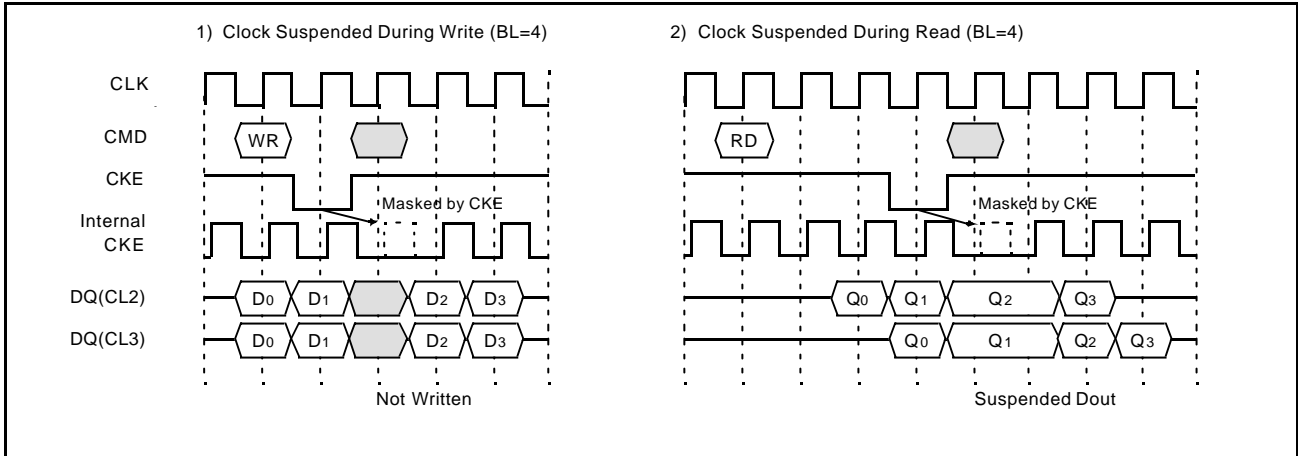 1) Clock Suspended During Write (BL=4)
2) Clock Suspended During Read (BL=4)
CLK
CMD
WR
RD
CKE
Masked by CKE
Masked by CKE
Internal
CKE
DQ(CL2)
D0 D1 D2 D3
Q0 Q1 Q2 Q3
DQ(CL3)
D0 D1 D2 D3
Q0 Q1 Q2 Q3
Not Written
Suspended Dout